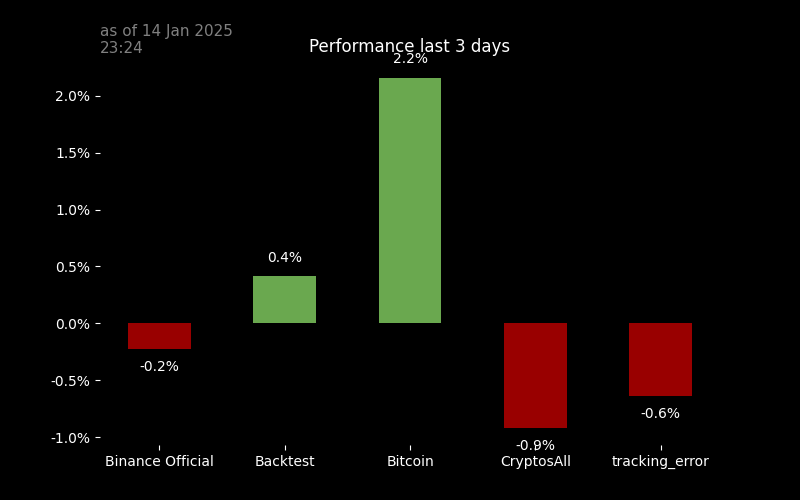 as of 14 Jan 2025
23:24
Performance last 3 days
2.2%
2.0%
1.5%
1.0%
0.5%
0.4%
0.0%
-0.2%
-0.5%
-0.6%
-1.0%
-0.9%
Binance Official
Backtest
Bitcoin
CryptosAll
tracking_error